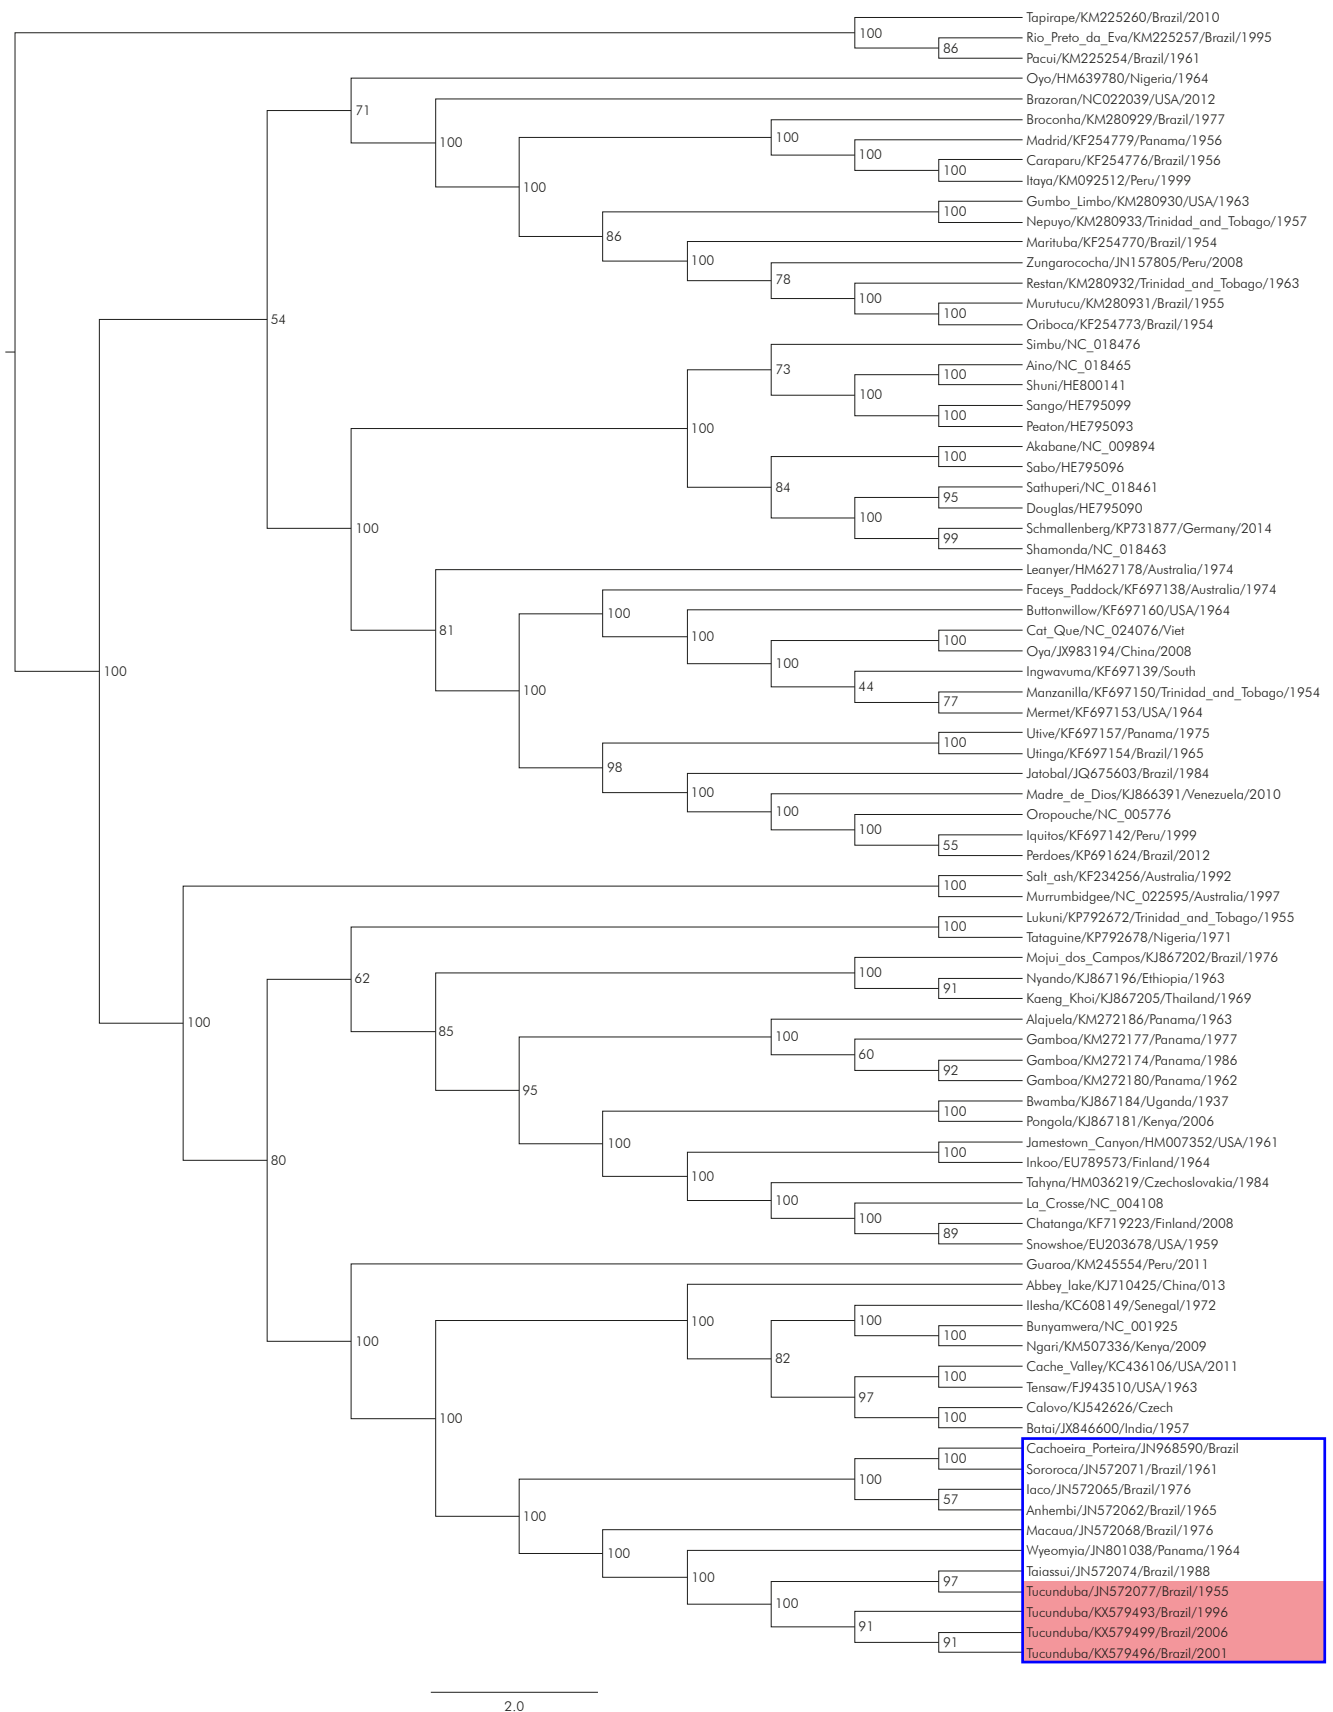 Tapirape/KM225260/Brazil/2010
100
Rio_Preto_da_Eva/KM225257/Brazil/1995
86
Pacui/KM225254/Brazil/1961
Oyo/HM639780/Nigeria/1964
71
Brazoran/NC022039/USA/2012
100
Broconha/KM280929/Brazil/1977
100
Madrid/KF254779/Panama/1956
100
Caraparu/KF254776/Brazil/1956
100
Itaya/KM092512/Peru/1999
100
Gumbo_Limbo/KM280930/USA/1963
100
Nepuyo/KM280933/Trinidad_and_Tobago/1957
86
Marituba/KF254770/Brazil/1954
100
Zungarococha/JN157805/Peru/2008
78
Restan/KM280932/Trinidad_and_Tobago/1963
100
Murutucu/KM280931/Brazil/1955
100
Oriboca/KF254773/Brazil/1954
54
Simbu/NC_018476
73
Aino/NC_018465
100
Shuni/HE800141
100
Sango/HE795099
100
Peaton/HE795093
100
Akabane/NC_009894
100
Sabo/HE795096
84
Sathuperi/NC_018461
95
Douglas/HE795090
100
Schmallenberg/KP731877/Germany/2014
99
Shamonda/NC_018463
100
Leanyer/HM627178/Australia/1974
81
Faceys_Paddock/KF697138/Australia/1974
100
Buttonwillow/KF697160/USA/1964
100
Cat_Que/NC_024076/Viet
100
Oya/JX983194/China/2008
100
Ingwavuma/KF697139/South
44
Manzanilla/KF697150/Trinidad_and_Tobago/1954
77
Mermet/KF697153/USA/1964
100
100
Utive/KF697157/Panama/1975
100
Utinga/KF697154/Brazil/1965
98
Jatobal/JQ675603/Brazil/1984
100
Madre_de_Dios/KJ866391/Venezuela/2010
100
Oropouche/NC_005776
100
Iquitos/KF697142/Peru/1999
55
Perdoes/KP691624/Brazil/2012
Salt_ash/KF234256/Australia/1992
100
Murrumbidgee/NC_022595/Australia/1997
Lukuni/KP792672/Trinidad_and_Tobago/1955
100
Tataguine/KP792678/Nigeria/1971
62
Mojui_dos_Campos/KJ867202/Brazil/1976
100
Nyando/KJ867196/Ethiopia/1963
91
Kaeng_Khoi/KJ867205/Thailand/1969
100
85
Alajuela/KM272186/Panama/1963
100
Gamboa/KM272177/Panama/1977
60
Gamboa/KM272174/Panama/1986
92
Gamboa/KM272180/Panama/1962
95
Bwamba/KJ867184/Uganda/1937
100
Pongola/KJ867181/Kenya/2006
100
Jamestown_Canyon/HM007352/USA/1961
100
Inkoo/EU789573/Finland/1964
80
100
Tahyna/HM036219/Czechoslovakia/1984
100
La_Crosse/NC_004108
100
Chatanga/KF719223/Finland/2008
89
Snowshoe/EU203678/USA/1959
Guaroa/KM245554/Peru/2011
100
Abbey_lake/KJ710425/China/013
100
Ilesha/KC608149/Senegal/1972
100
Bunyamwera/NC_001925
100
Ngari/KM507336/Kenya/2009
82
Cache_Valley/KC436106/USA/2011
100
Tensaw/FJ943510/USA/1963
97
Calovo/KJ542626/Czech
100
Batai/JX846600/India/1957
100
Cachoeira_Porteira/JN968590/Brazil
100
Sororoca/JN572071/Brazil/1961
100
Iaco/JN572065/Brazil/1976
57
Anhembi/JN572062/Brazil/1965
100
Macaua/JN572068/Brazil/1976
100
Wyeomyia/JN801038/Panama/1964
100
Taiassui/JN572074/Brazil/1988
97
Tucunduba/JN572077/Brazil/1955
100
Tucunduba/KX579493/Brazil/1996
91
Tucunduba/KX579499/Brazil/2006
91
Tucunduba/KX579496/Brazil/2001
2.0